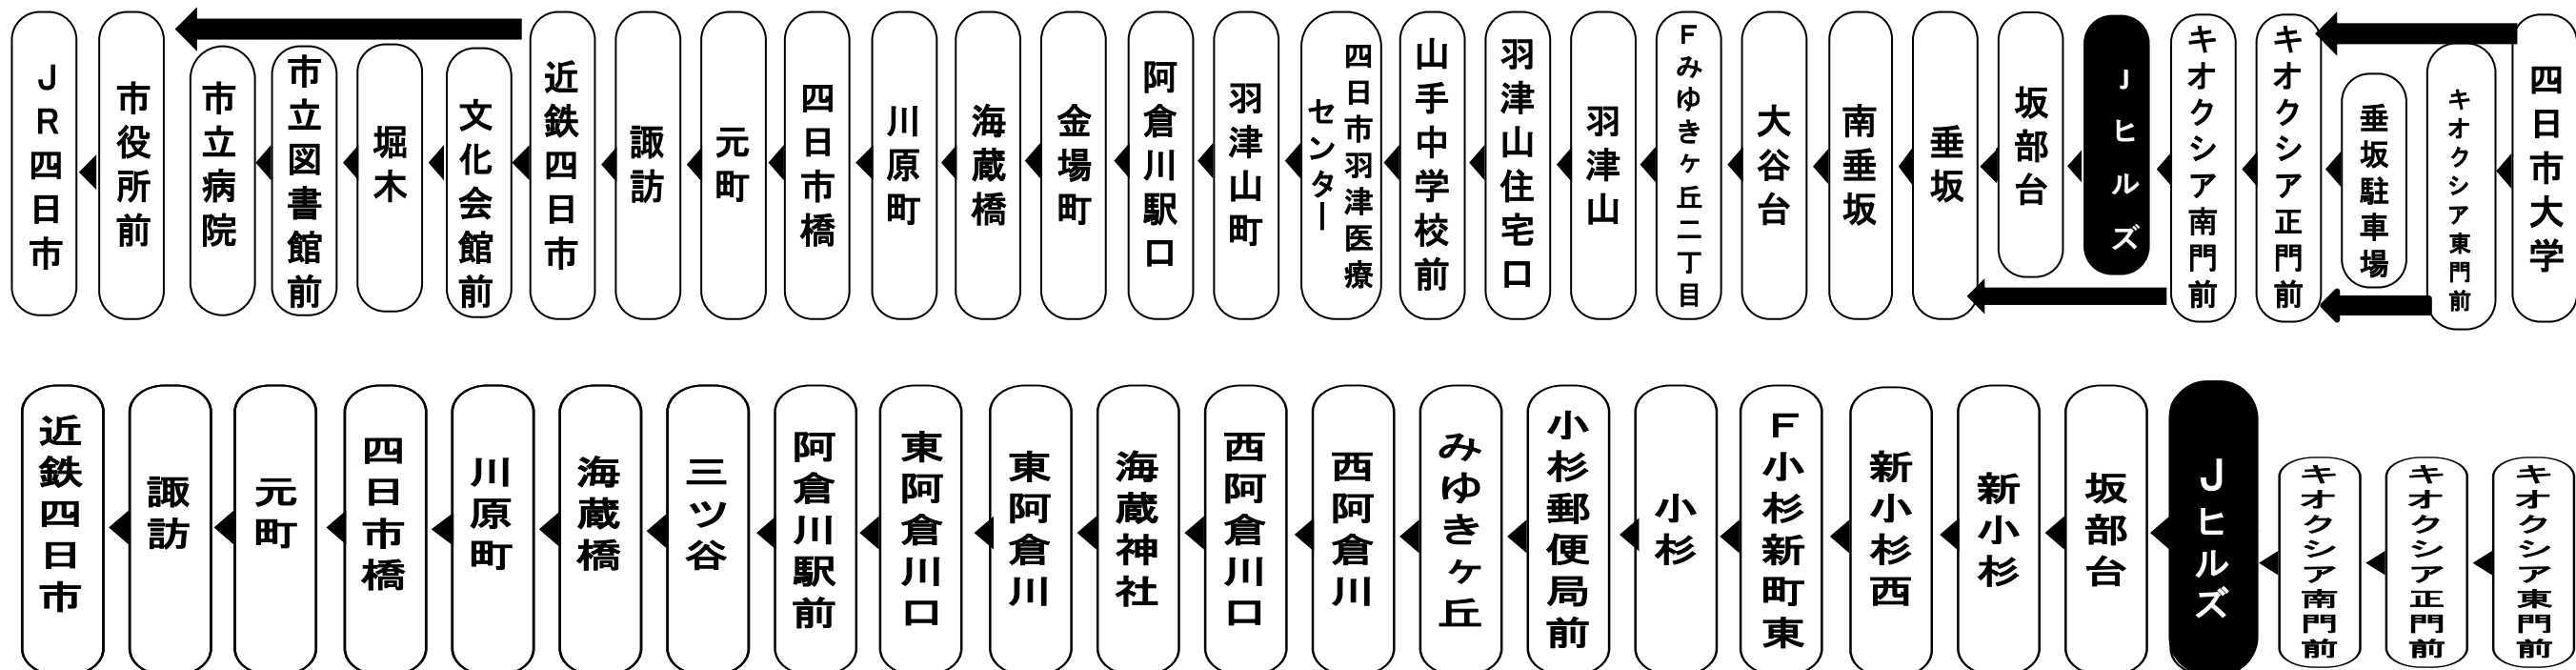 四日市大学
キオクシア東門前
垂坂駐車場
キオクシア正門前
キオクシア南門前
Jヒルズ
坂部台
垂坂
南垂坂
大谷台
Fみゆきヶ丘二丁目
羽津山
羽津山住宅口
山手中学校前
四日市羽津医療
センター
羽津山町
阿倉川駅口
金場町
海蔵橋
川原町
四日市橋
元町
諏訪
近鉄四日市
文化会館前
堀木
市立図書館前
市立病院
市役所前
JR四日市
キオクシア東門前
キオクシア正門前
キオクシア南門前
Jヒルズ
坂部台
新小杉
新小杉西
F小杉新町東
小杉
小杉郵便局前
みゆきヶ丘
西阿倉川
西阿倉川口
海蔵神社
東阿倉川
東阿倉川口
阿倉川駅前
三ツ谷
海蔵橋
川原町
四日市橋
元町
諏訪
近鉄四日市